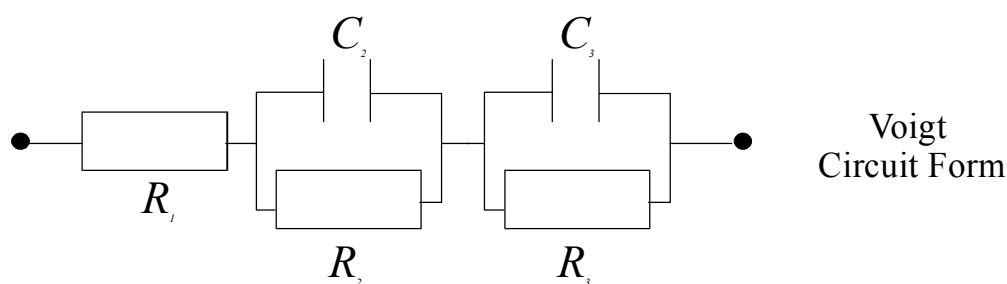 C₂ C₃
Voigt
Circuit Form
R₁
R₂ R₃